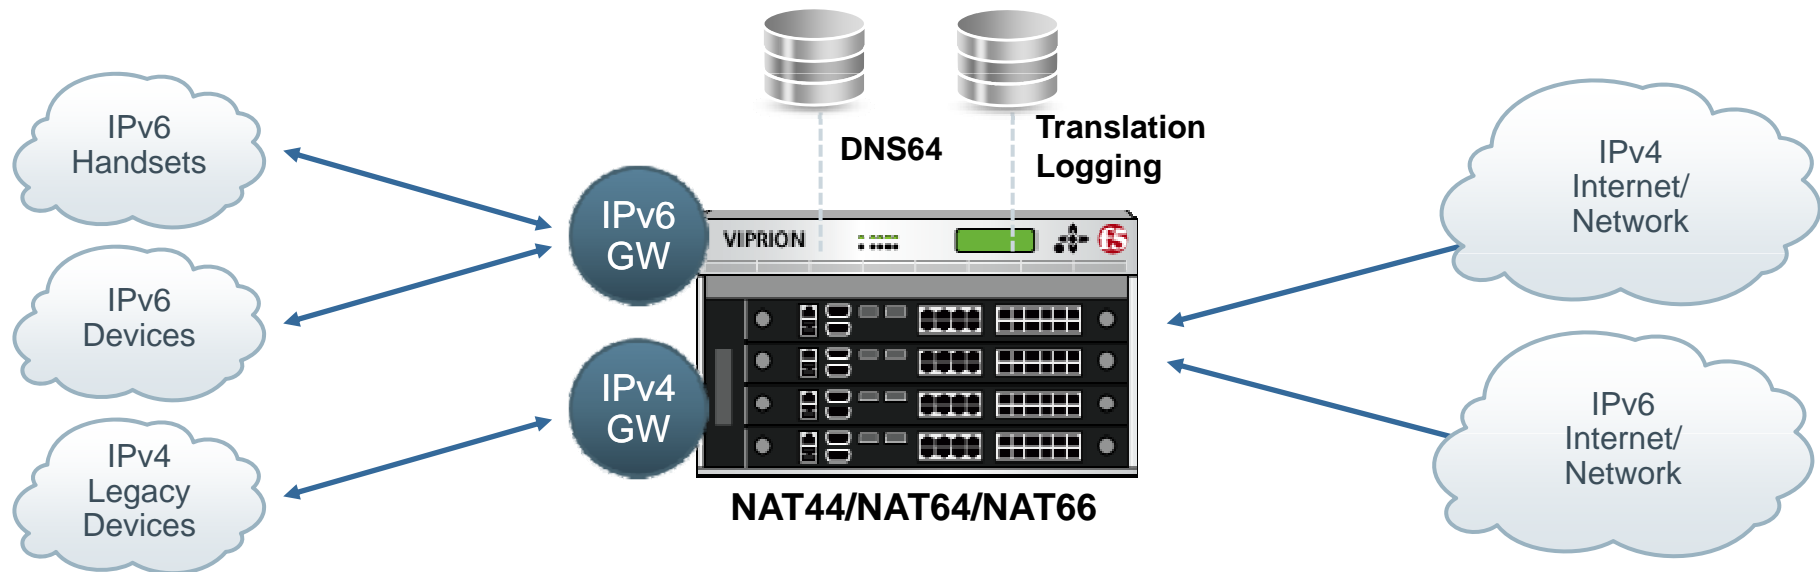 IPv6
Handsets
IPv6
Devices
IPv4
Legacy
Devices
IPv6
GW
IPv4
GW
DNS64
Translation
Logging
VIPRION
f5
NAT44/NAT64/NAT66
IPv4
Internet/
Network
IPv6
Internet/
Network